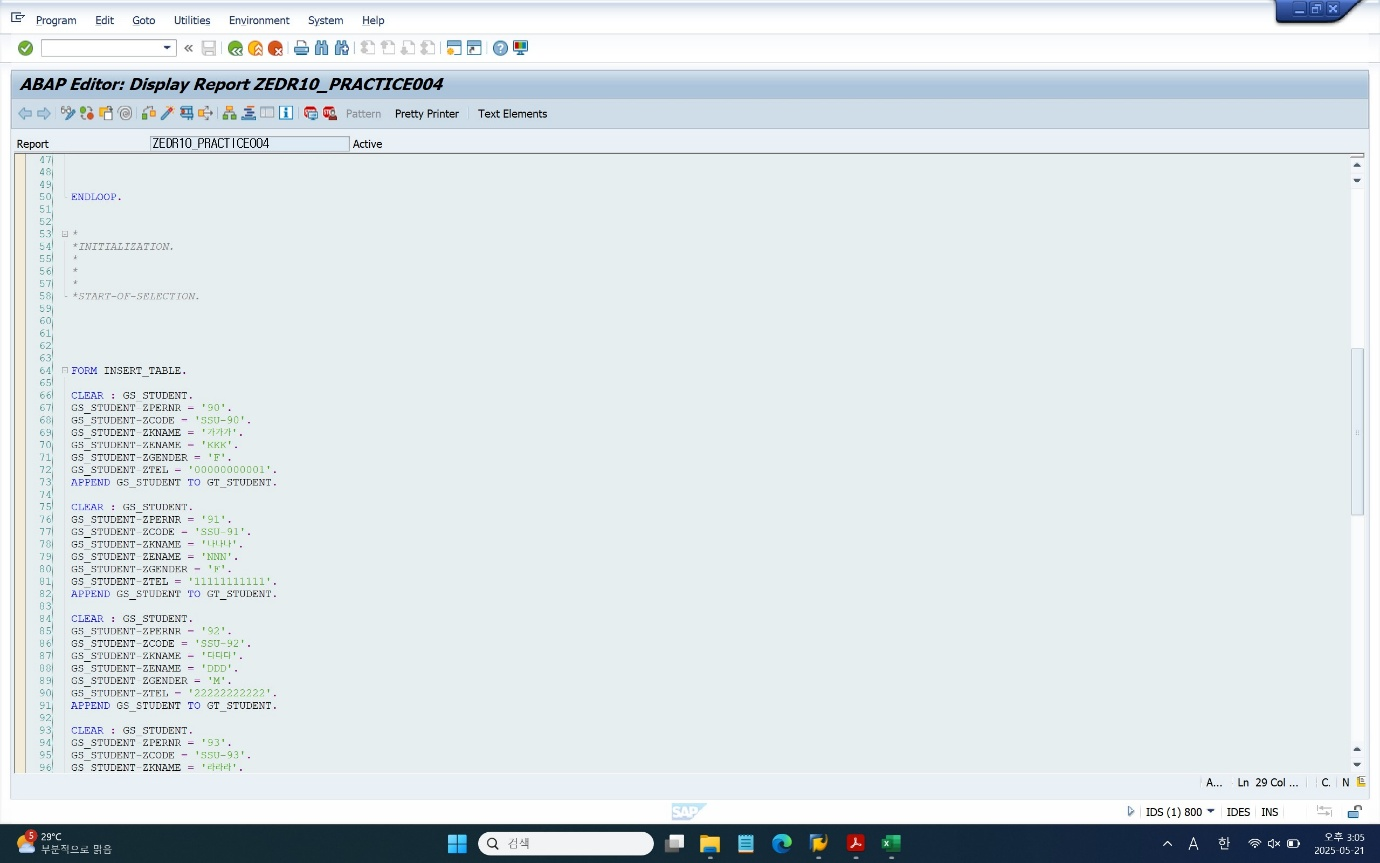 Program Edit Goto Utilities Environment System Help
ABAP Editor: Display Report ZEDR10_PRACTICE004
Pattern Pretty Printer Text Elements
Report ZEDR10_PRACTICE004 Active
47
48
49
50 ENDLOOP.
51
52
53 *
54 *INITIALIZATION.
55 *
56 *
57 *
58 *START-OF-SELECTION.
59
60
61
62
63
64 FORM INSERT_TABLE.
65
66 CLEAR : GS_STUDENT.
67 GS_STUDENT-ZPERNR = '90'.
68 GS_STUDENT-ZCODE = 'SSU-90'.
69 GS_STUDENT-ZKNAME = '가가가'.
70 GS_STUDENT-ZENAME = 'KKK'.
71 GS_STUDENT-ZGENDER = 'F'.
72 GS_STUDENT-ZTEL = '00000000001'.
73 APPEND GS_STUDENT TO GT_STUDENT.
74
75 CLEAR : GS_STUDENT.
76 GS_STUDENT-ZPERNR = '91'.
77 GS_STUDENT-ZCODE = 'SSU-91'.
78 GS_STUDENT-ZKNAME = '나나나'.
79 GS_STUDENT-ZENAME = 'NNN'.
80 GS_STUDENT-ZGENDER = 'F'.
81 GS_STUDENT-ZTEL = '11111111111'.
82 APPEND GS_STUDENT TO GT_STUDENT.
83
84 CLEAR : GS_STUDENT.
85 GS_STUDENT-ZPERNR = '92'.
86 GS_STUDENT-ZCODE = 'SSU-92'.
87 GS_STUDENT-ZKNAME = '다다다'.
88 GS_STUDENT-ZENAME = 'DDD'.
89 GS_STUDENT-ZGENDER = 'M'.
90 GS_STUDENT-ZTEL = '22222222222'.
91 APPEND GS_STUDENT TO GT_STUDENT.
92
93 CLEAR : GS_STUDENT.
94 GS_STUDENT-ZPERNR = '93'.
95 GS_STUDENT-ZCODE = 'SSU-93'.
96 GS_STUDENT-ZKNAME = '라라라'.
A... Ln 29 Col ... C. N
SAP
IDS (1) 800 IDES INS
5
29°C
부분적으로 맑음
검색
A 한
오후 3:05
2025-05-21